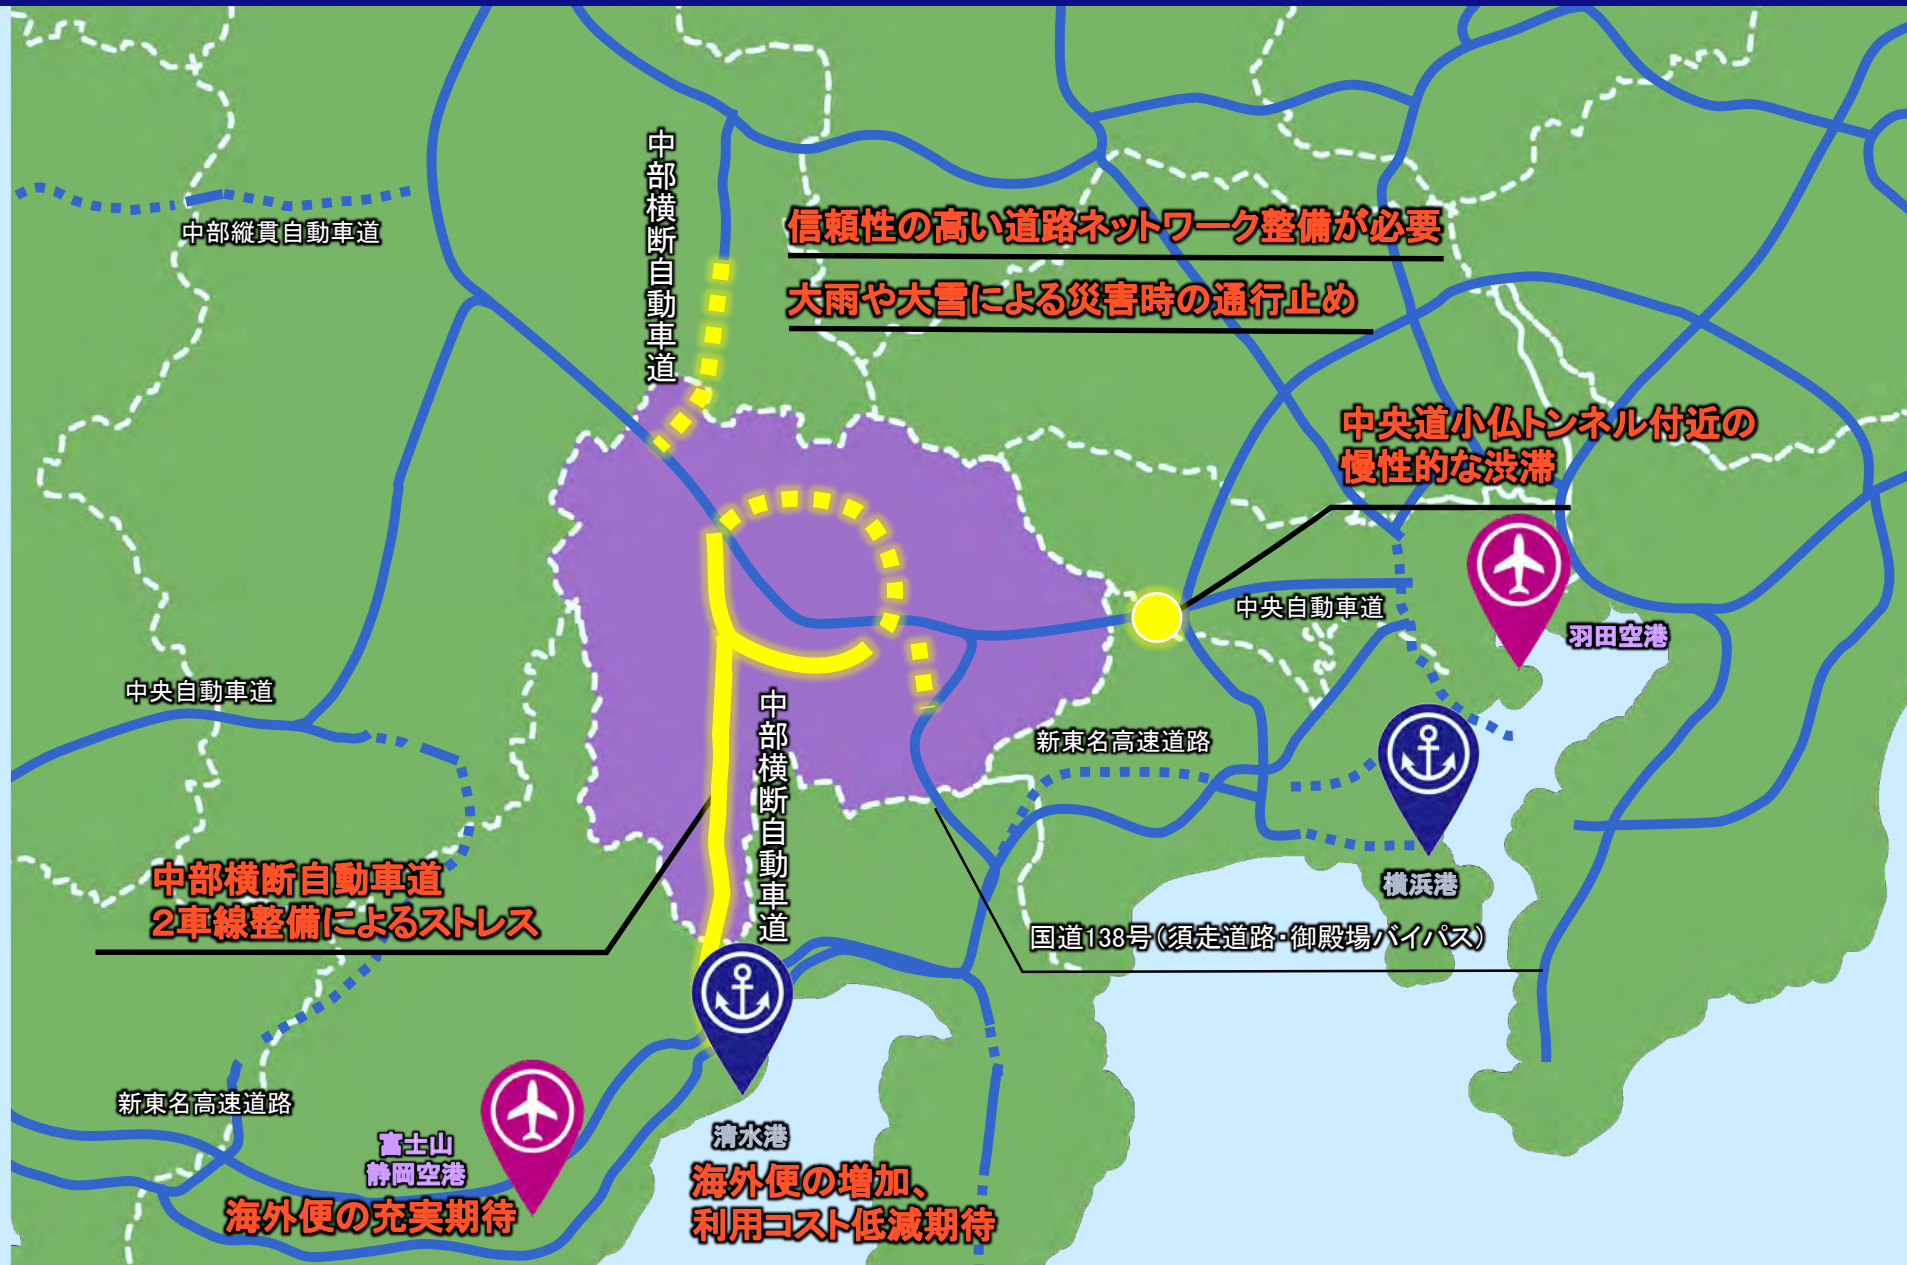 中部横断自動車道
中部縦貫自動車道
信頼性の高い道路ネットワーク整備が必要
大雨や大雪による災害時の通行止め
中央道小仏トンネル付近の
慢性的な渋滞
中央自動車道
羽田空港
中央自動車道
中部横断自動車道
新東名高速道路
中部横断自動車道
２車線整備によるストレス
横浜港
国道138号（須走道路・御殿場バイパス）
新東名高速道路
富士山
静岡空港
海外便の充実期待
清水港
海外便の増加、
利用コスト低減期待